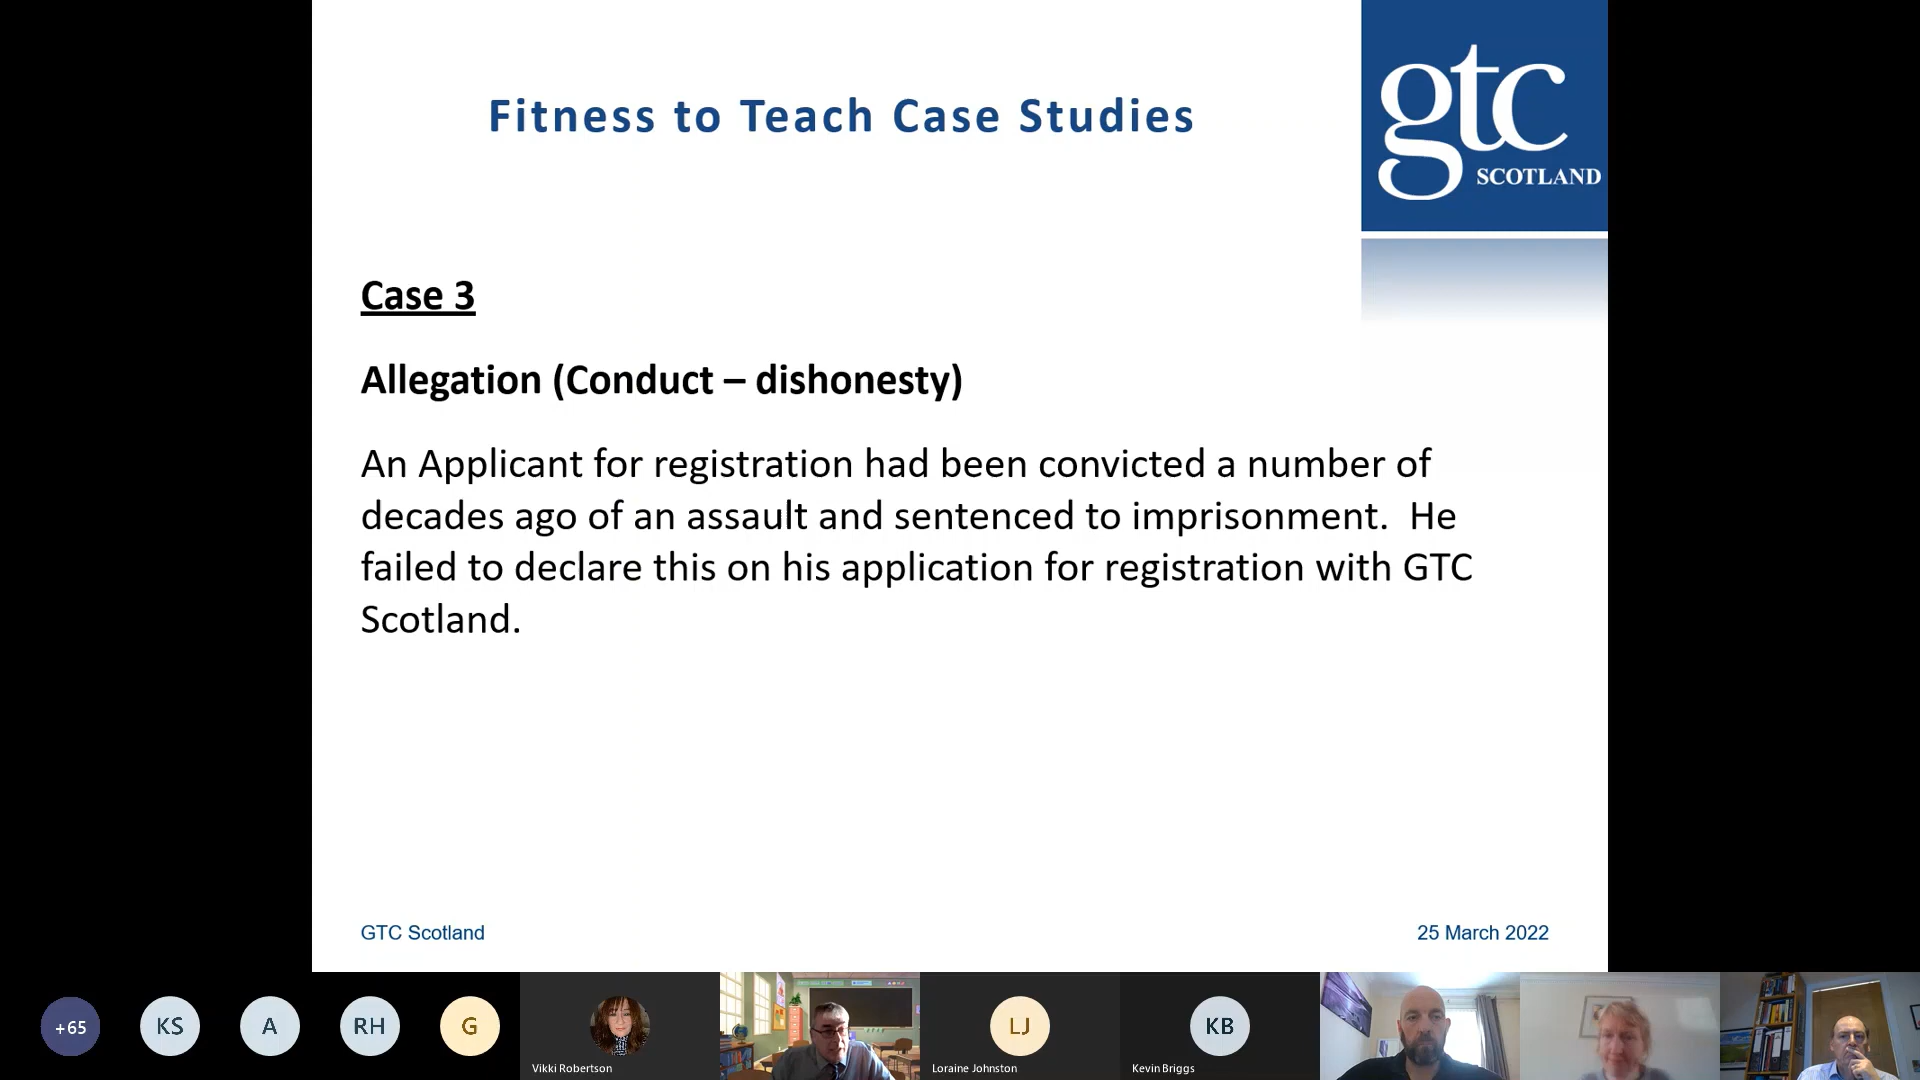 Fitness to Teach Case Studies
gtc
SCOTLAND
Case 3
Allegation (Conduct – dishonesty)
An Applicant for registration had been convicted a number of
decades ago of an assault and sentenced to imprisonment.  He
failed to declare this on his application for registration with GTC
Scotland.
GTC Scotland
25 March 2022
+65
KS
A
RH
G
LJ
KB
Vikki Robertson
Loraine Johnston
Kevin Briggs